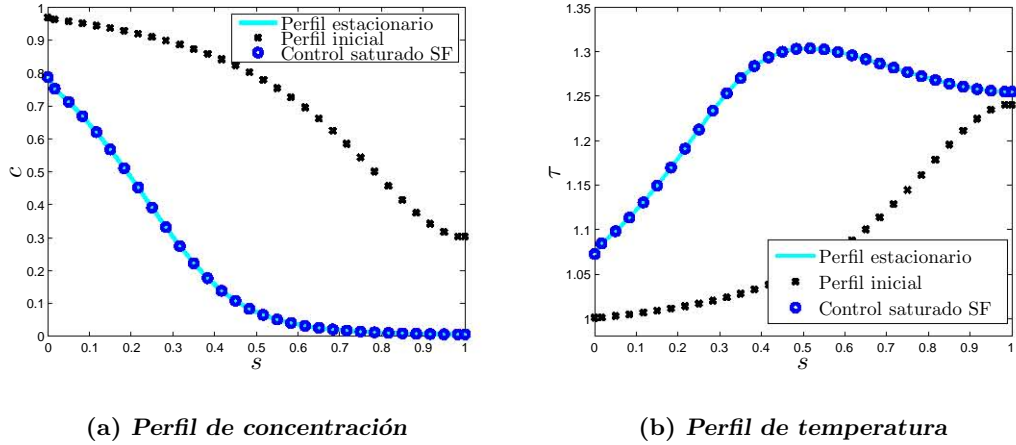 1
0.9
0.8
0.7
0.6
0.5
0.4
0.3
0.2
0.1
0
c
Perfil estacionario
Perfil inicial
Control saturado SF
0 0.1 0.2 0.3 0.4 0.5 0.6 0.7 0.8 0.9 1
s
(a) Perfil de concentración
1.35
1.3
1.25
1.2
1.15
1.1
1.05
1
τ
Perfil estacionario
Perfil inicial
Control saturado SF
0 0.1 0.2 0.3 0.4 0.5 0.6 0.7 0.8 0.9 1
s
(b) Perfil de temperatura